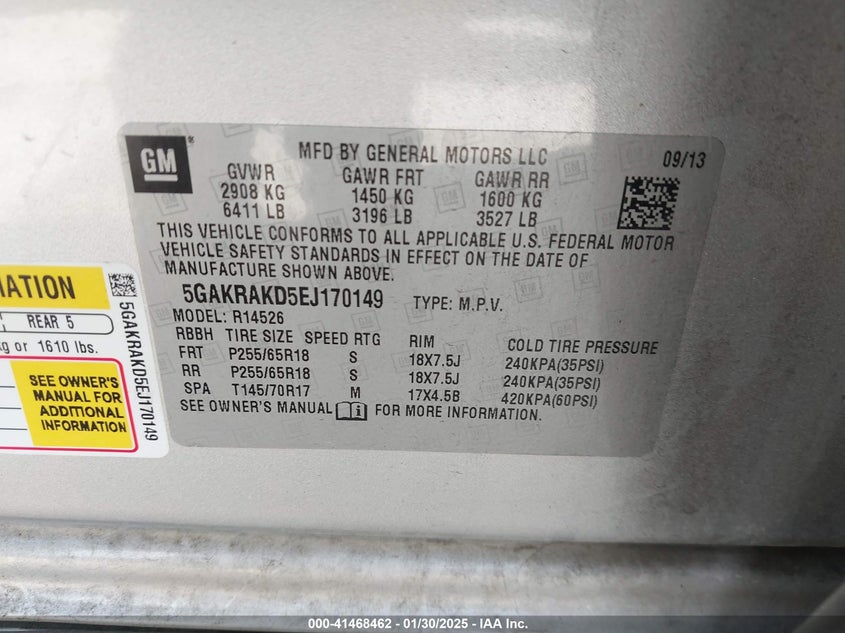 GM
MFD BY GENERAL MOTORS LLC
09/13
GVWR GAWR FRT GAWR RR
2908 KG 1450 KG 1600 KG
6411 LB 3196 LB 3527 LB
THIS VEHICLE CONFORMS TO ALL APPLICABLE U.S. FEDERAL MOTOR
VEHICLE SAFETY STANDARDS IN EFFECT ON THE DATE OF
MANUFACTURE SHOWN ABOVE.
5GAKRAKD5EJ170149 TYPE: M.P.V.
MODEL: R14526
RBBH TIRE SIZE SPEED RTG RIM COLD TIRE PRESSURE
FRT P255/65R18 S 18X7.5J 240KPA(35PSI)
RR P255/65R18 S 18X7.5J 240KPA(35PSI)
SPA T145/70R17 M 17X4.5B 420KPA(60PSI)
SEE OWNER'S MANUAL FOR MORE INFORMATION.
REAR 5
or 1610 lbs.
SEE OWNER'S
MANUAL FOR
ADDITIONAL
INFORMATION
5GAKRAKD5EJ170149
000-41468462 - 01/30/2025 - IAA Inc.